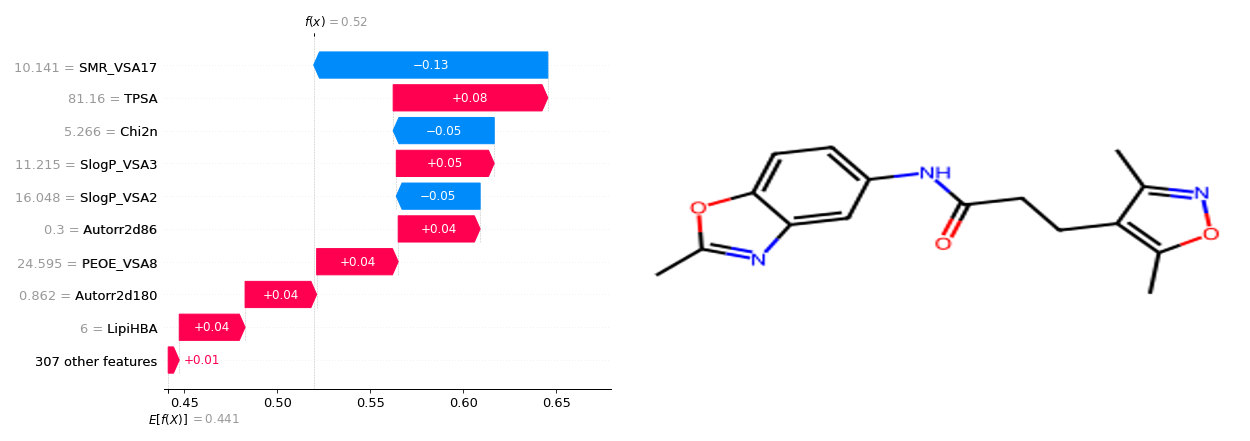 f(x) = 0.52
10.141 = SMR_VSA17
−0.13
81.16 = TPSA
+0.08
5.266 = Chi2n
−0.05
11.215 = SlogP_VSA3
+0.05
16.048 = SlogP_VSA2
−0.05
0.3 = Autorr2d86
+0.04
24.595 = PEOE_VSA8
+0.04
0.862 = Autorr2d180
+0.04
6 = LipiHBA
+0.04
307 other features
+0.01
0.45 0.50 0.55 0.60 0.65
E[f(X)] = 0.441
NH
O
N
O
N
O